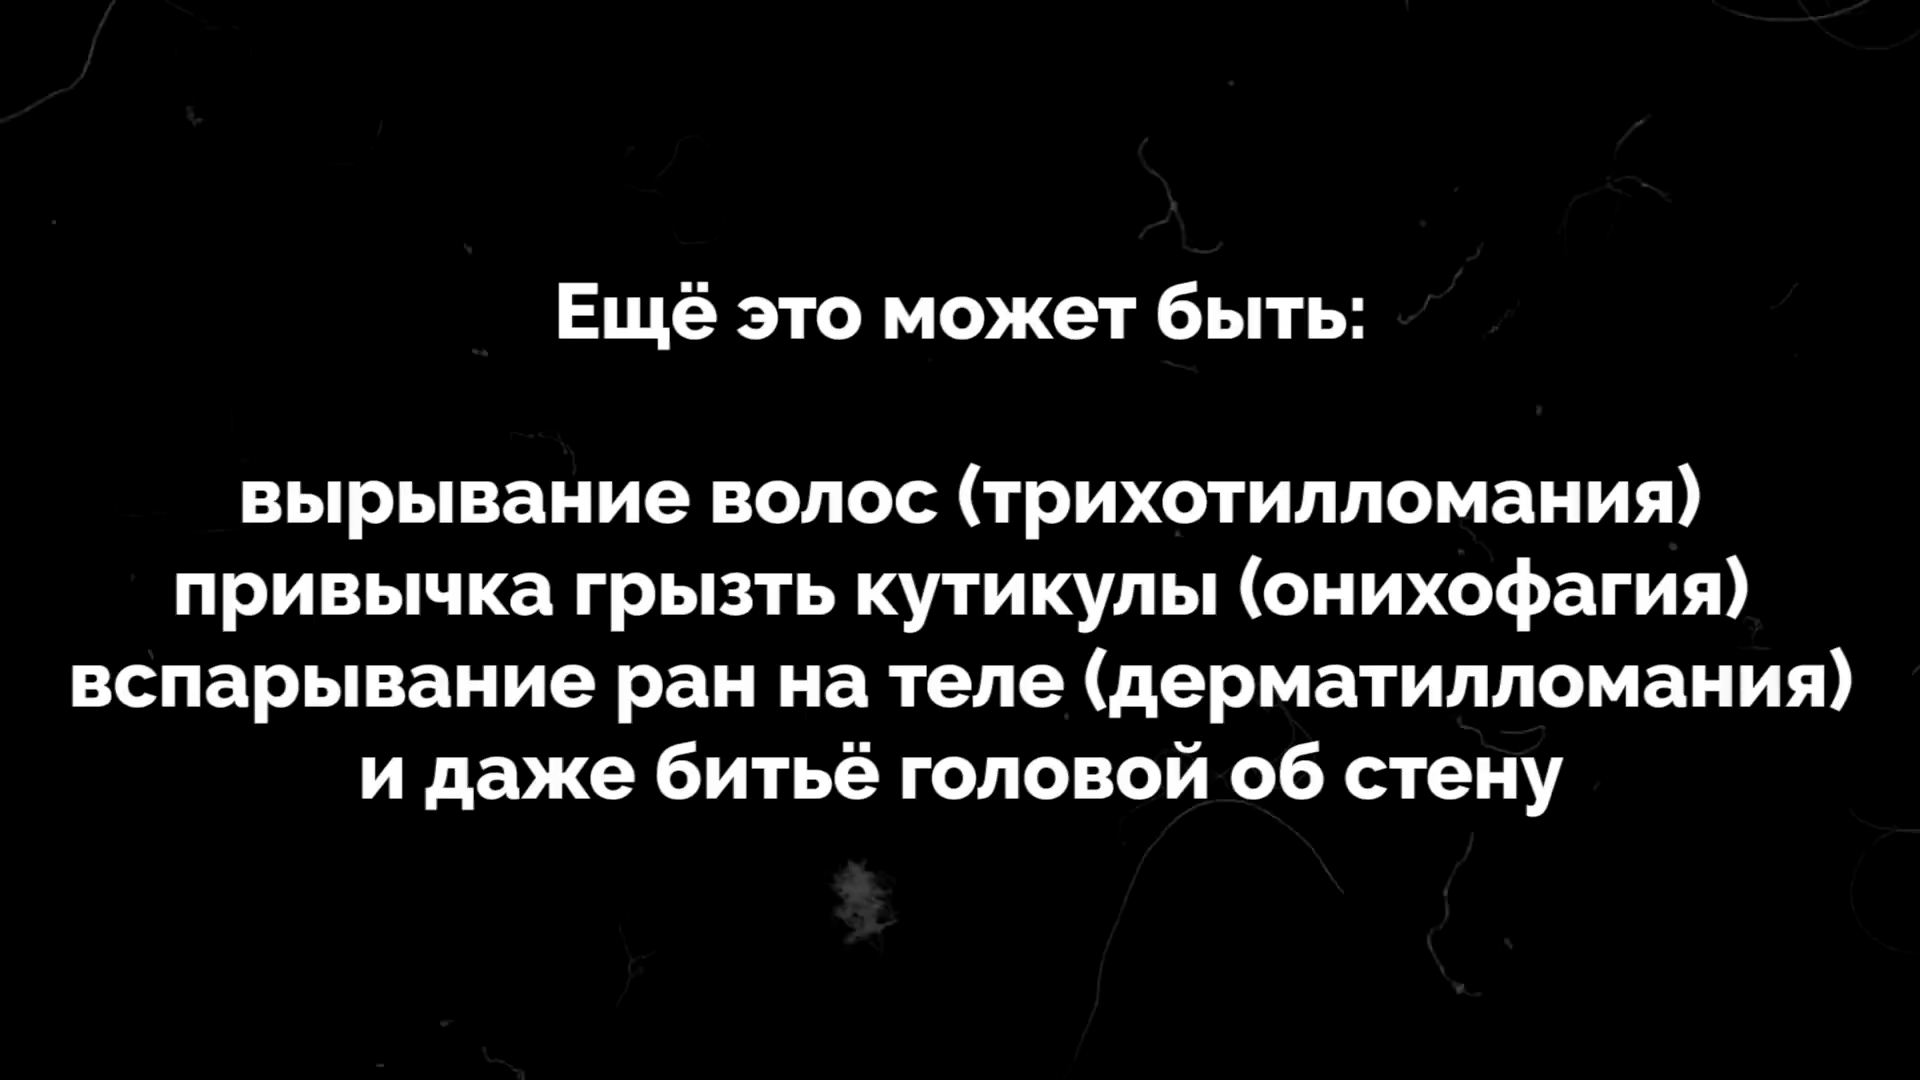 Ещё это может быть:
вырывание волос (трихотилломания)
привычка грызть кутикулы (онихофагия)
вспарывание ран на теле (дерматилломания)
и даже битьё головой об стену